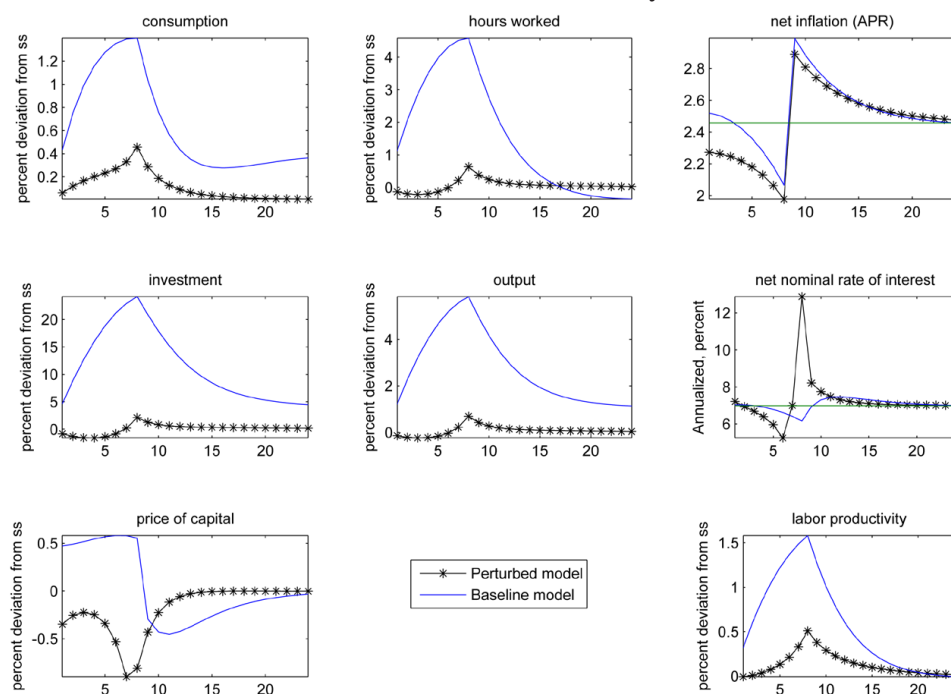 consumption
percent deviation from ss
1.2
1
0.8
0.6
0.4
0.2
5 10 15 20
hours worked
percent deviation from ss
4
3
2
1
0
5 10 15 20
net inflation (APR)
2.8
2.6
2.4
2.2
2
5 10 15 20
investment
percent deviation from ss
20
15
10
5
0
5 10 15 20
output
percent deviation from ss
4
2
0
5 10 15 20
net nominal rate of interest
Annualized, percent
12
10
8
6
5 10 15 20
price of capital
percent deviation from ss
0.5
0
-0.5
5 10 15 20
Perturbed model
Baseline model
labor productivity
percent deviation from ss
1.5
1
0.5
0
5 10 15 20